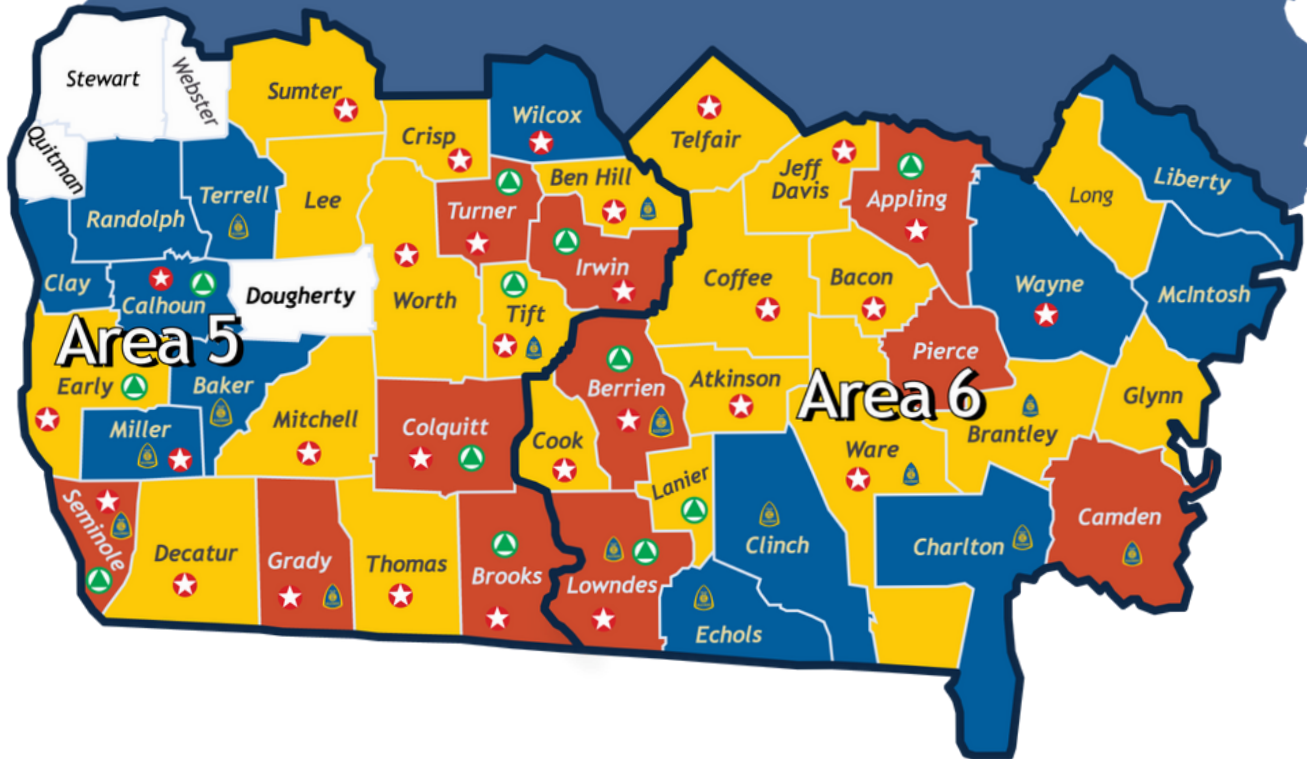 Stewart
Webster
Sumter
Quitman
Crisp
Wilcox
Telfair
Jeff
Davis
Appling
Long
Liberty
Randolph
Terrell
Lee
Turner
Ben Hill
Irwin
Clay
Calhoun
Dougherty
Worth
Tift
Coffee
Bacon
Wayne
McIntosh
Area 5
Early
Baker
Miller
Mitchell
Colquitt
Cook
Berrien
Atkinson
Area 6
Pierce
Ware
Brantley
Glynn
Seminole
Decatur
Grady
Thomas
Brooks
Lowndes
Lanier
Clinch
Echols
Charlton
Camden